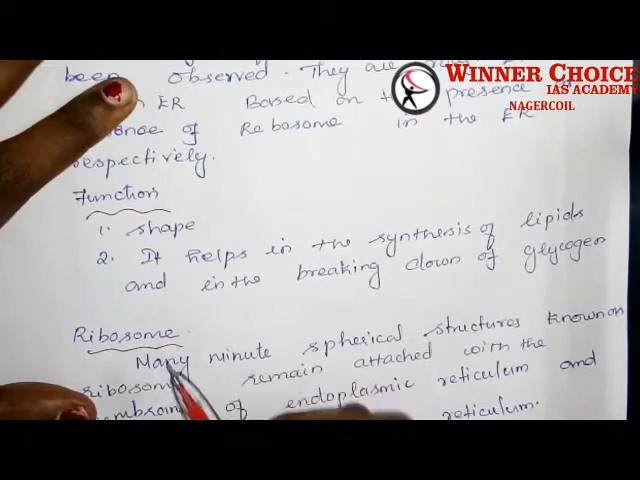 been observed. They are
ER Based on the presence
of Rebosome in the ER
respectively.
Function
1. shape
2. It helps in the synthesis of lipids
and in the breaking down of glycogen
Ribosome.
Many minute spherical structures known as
ribosome remain attached with the
of endoplasmic reticulum and
reticulum.
WINNER CHOICE
IAS ACADEMY
NAGERCOIL